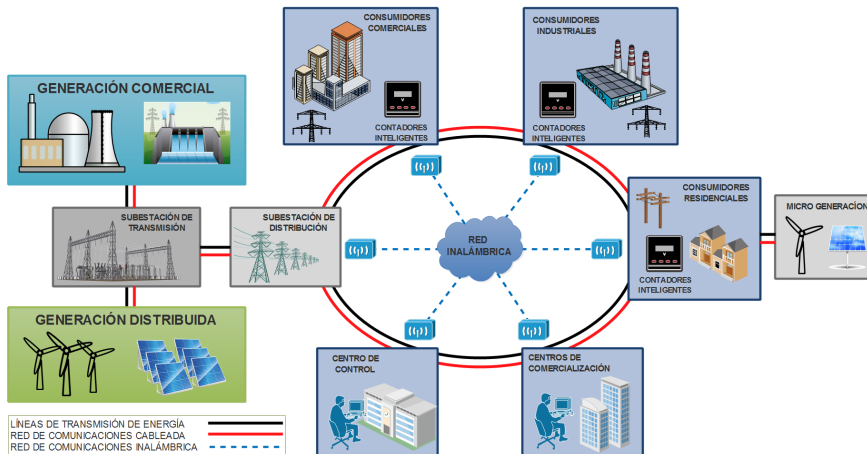 CONSUMIDORES
COMERCIALES
CONTADORES
INTELIGENTES
CONSUMIDORES
INDUSTRIALES
CONTADORES
INTELIGENTES
GENERACIÓN COMERCIAL
SUBESTACIÓN DE
TRANSMISIÓN
SUBESTACIÓN DE
DISTRIBUCIÓN
RED
INALÁMBRICA
CONSUMIDORES
RESIDENCIALES
CONTADORES
INTELIGENTES
MICRO GENERACÍON
GENERACIÓN DISTRIBUIDA
CENTRO DE
CONTROL
CENTROS DE
COMERCIALIZACIÓN
LÍNEAS DE TRANSMISIÓN DE ENERGÍA
RED DE COMUNICACIONES CABLEADA
RED DE COMUNICACIONES INALÁMBRICA